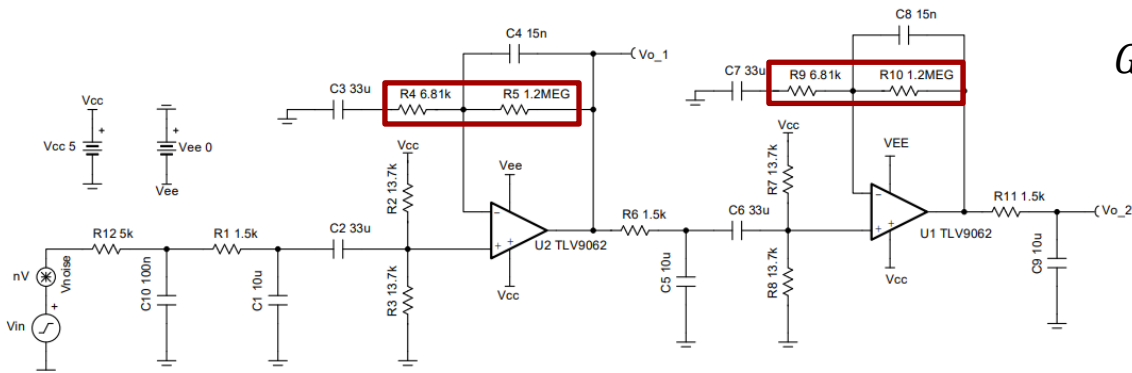 C4 15n
Vo_1
C3 33u
R4 6.81k
R5 1.2MEG
Vcc
Vcc 5
Vee 0
Vee
Vcc
R2 13.7k
R3 13.7k
Vee
U2 TLV9062
Vcc
R12 5k
R1 1.5k
C2 33u
nV
Vnoise
C10 100n
C1 10u
Vin
R6 1.5k
C5 10u
C6 33u
C8 15n
C7 33u
R9 6.81k
R10 1.2MEG
G
Vcc
R7 13.7k
R8 13.7k
VEE
U1 TLV9062
Vcc
R11 1.5k
Vo_2
C9 10u